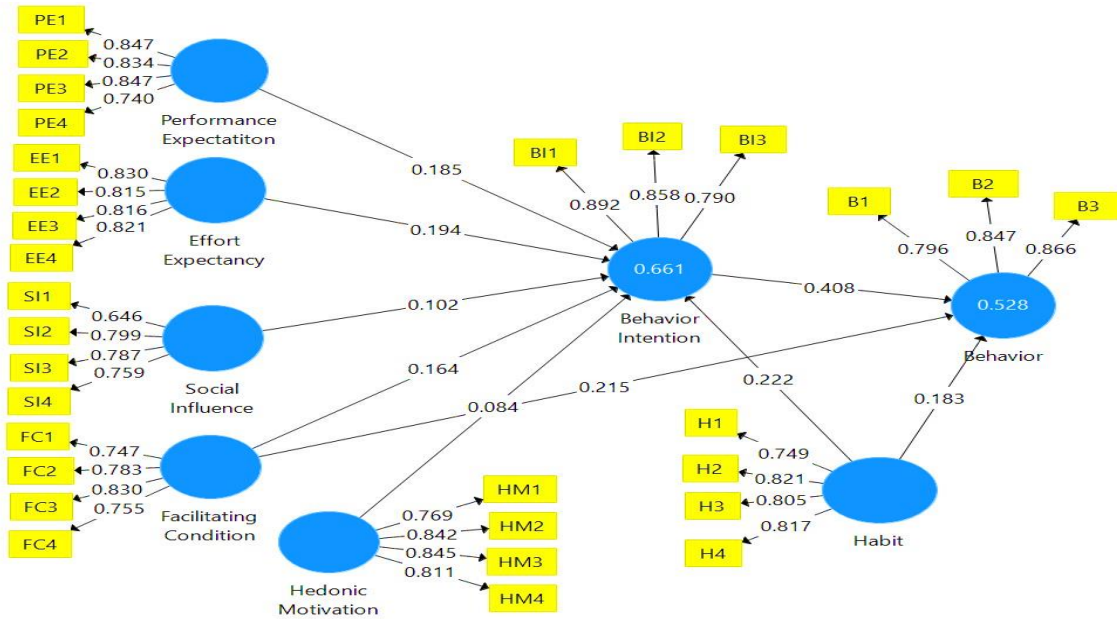 PE1
0.847
PE2
0.834
PE3
0.847
PE4
0.740
Performance
Expectatiton
EE1
0.830
EE2
0.815
EE3
0.816
EE4
0.821
Effort
Expectancy
SI1
0.646
SI2
0.799
SI3
0.787
SI4
0.759
Social
Influence
FC1
0.747
FC2
0.783
FC3
0.830
FC4
0.755
Facilitating
Condition
HM1
0.769
HM2
0.842
HM3
0.845
HM4
0.811
Hedonic
Motivation
0.185
0.194
0.102
0.164
0.084
0.215
BI1
BI2
BI3
0.892
0.858
0.790
0.661
Behavior
Intention
0.408
B1
B2
B3
0.796
0.847
0.866
0.528
Behavior
0.222
0.183
H1
0.749
H2
0.821
H3
0.805
H4
0.817
Habit